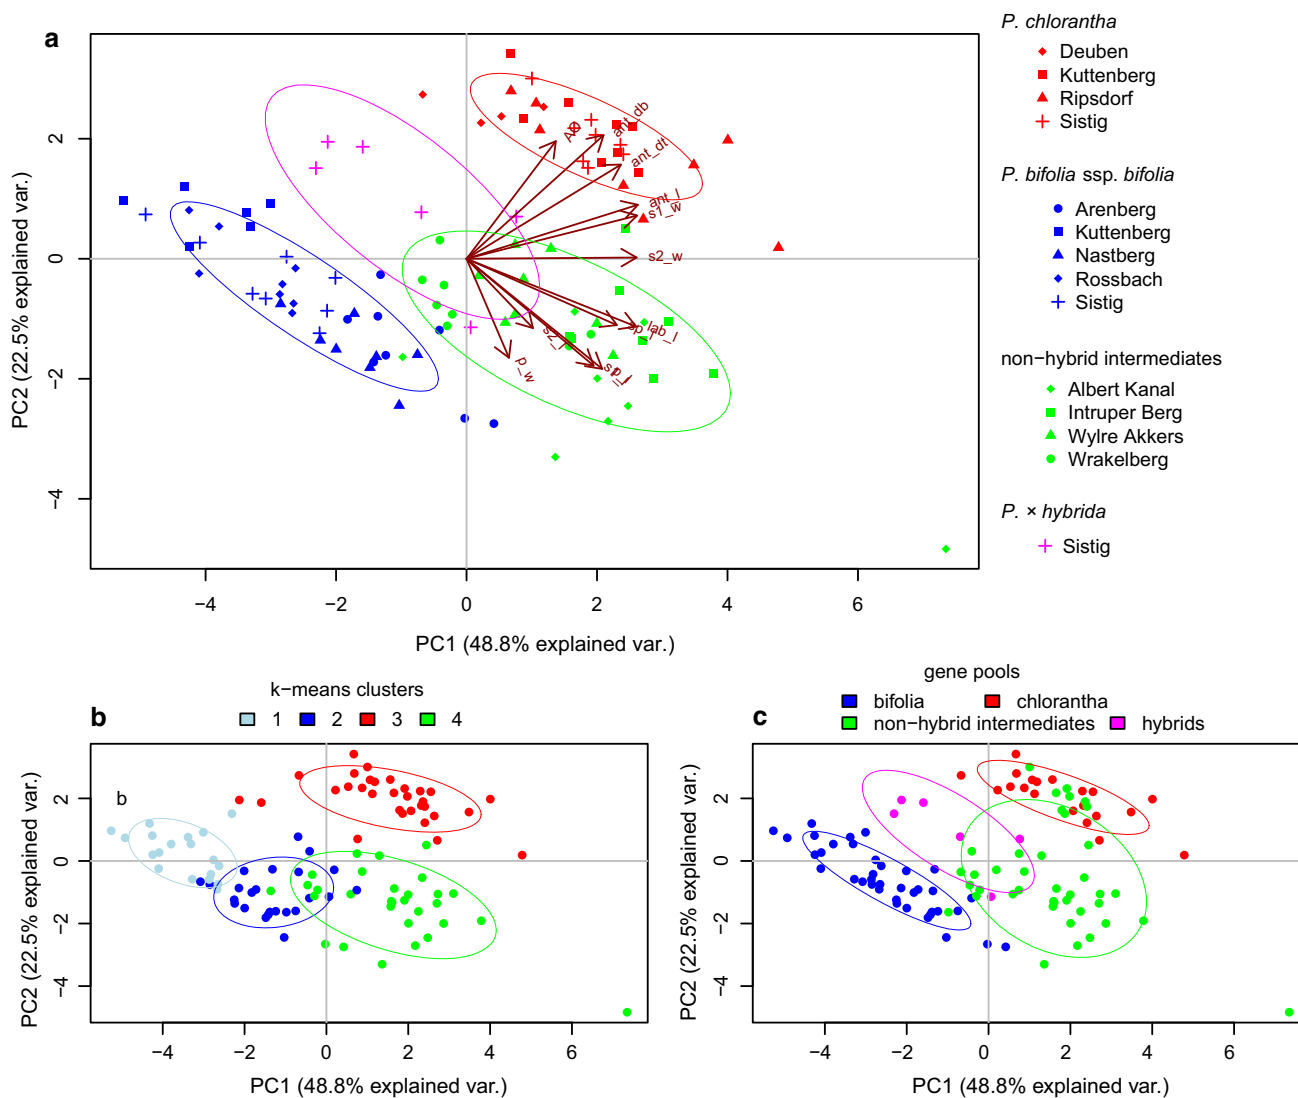 a
P. chlorantha
Deuben
Kuttenberg
Ripsdorf
Sistig
P. bifolia ssp. bifolia
Arenberg
Kuttenberg
Nastberg
Rossbach
Sistig
non−hybrid intermediates
Albert Kanal
Intruper Berg
Wylre Akkers
Wrakelberg
P. × hybrida
Sistig
ant_db
ant_dt
ant_l
s1_w
s2_w
lab_l
p_w
2
0
−2
−4
PC2 (22.5% explained var.)
−4 −2 0 2 4 6
PC1 (48.8% explained var.)
b
k−means clusters
1 2 3 4
b
2
0
−2
−4
PC2 (22.5% explained var.)
−4 −2 0 2 4 6
PC1 (48.8% explained var.)
c
gene pools
bifolia chlorantha
non−hybrid intermediates hybrids
2
0
−2
−4
PC2 (22.5% explained var.)
−4 −2 0 2 4 6
PC1 (48.8% explained var.)